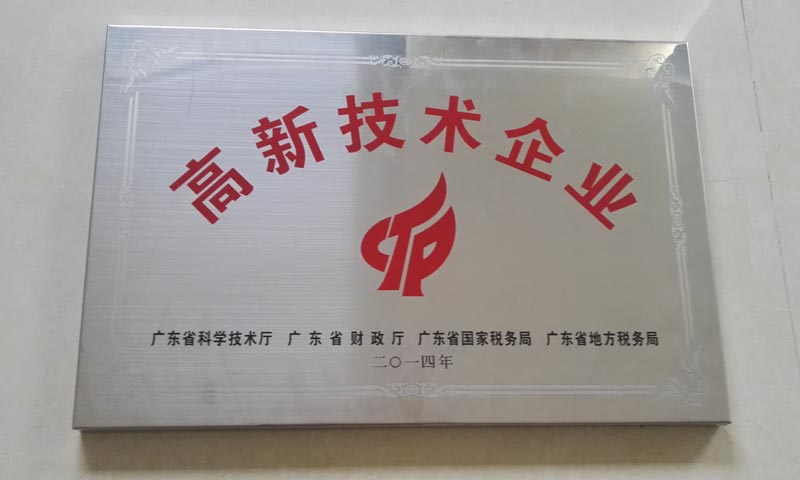 高新技术企业
CTP
广东省科学技术厅 广东省财政厅 广东省国家税务局 广东省地方税务局
二〇一四年